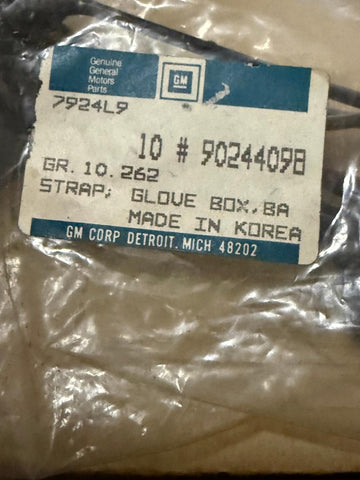 Genuine
General
Motors
Parts
GM
7924L9
10 # 90244098
GR. 10.262
STRAP; GLOVE BOX,BA
MADE IN KOREA
GM CORP DETROIT. MICH 48202